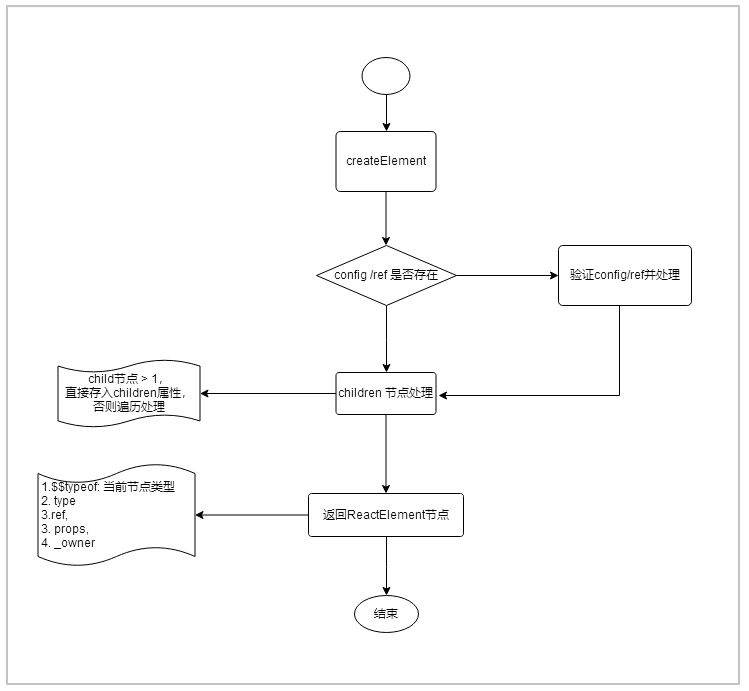 createElement
config /ref 是否存在
验证config/ref并处理
children 节点处理
child节点 > 1，
直接存入children属性，
否则遍历处理
返回ReactElement节点
1.$$typeof: 当前节点类型
2. type
3.ref,
3. props,
4. _owner
结束